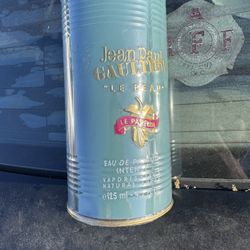 Jean Paul
GAULTIER
"LE BEAU"
LE PARFUM
EAU DE PARFUM
INTENSE
VAPORISATEUR
NATURAL SPRAY
℮125 ml